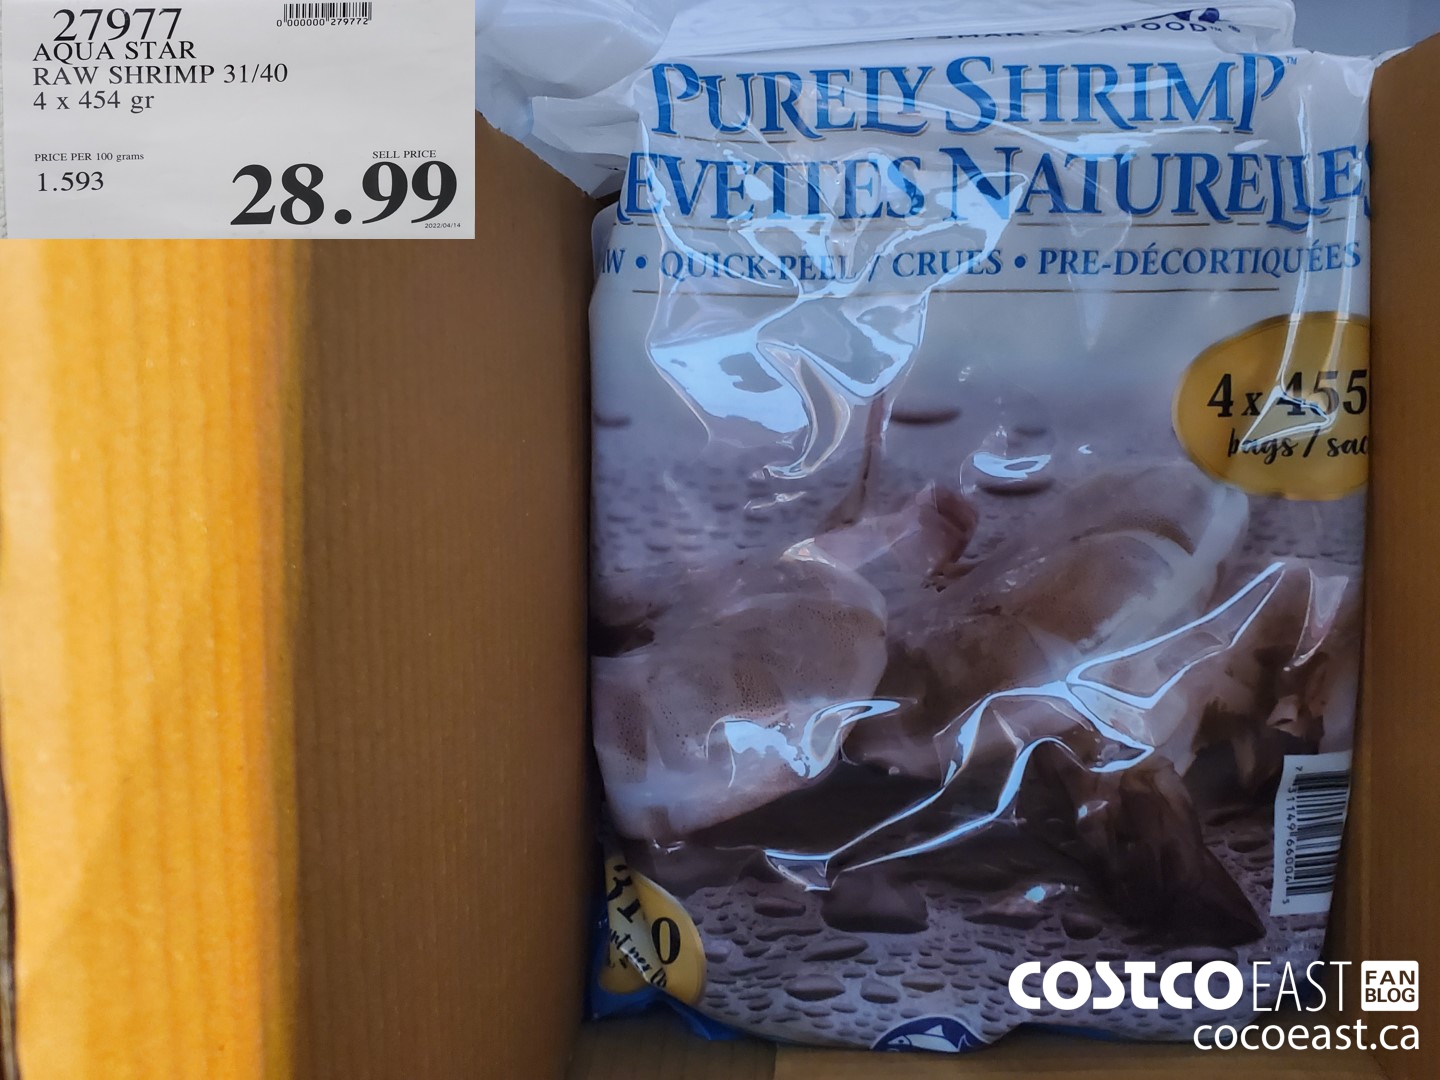 27977
0"000000"279772"
AQUA STAR
RAW SHRIMP 31/40
4 x 454 gr
PRICE PER 100 grams
1.593
SELL PRICE
28.99
2022/04/14
PURELY SHRIMP™
EVETTES NATURELLES
QUICK-PEEL / CRUES • PRE-DÉCORTIQUÉES
4 x 455
bags / sac
COSTCO EAST FAN BLOG
cocoeast.ca